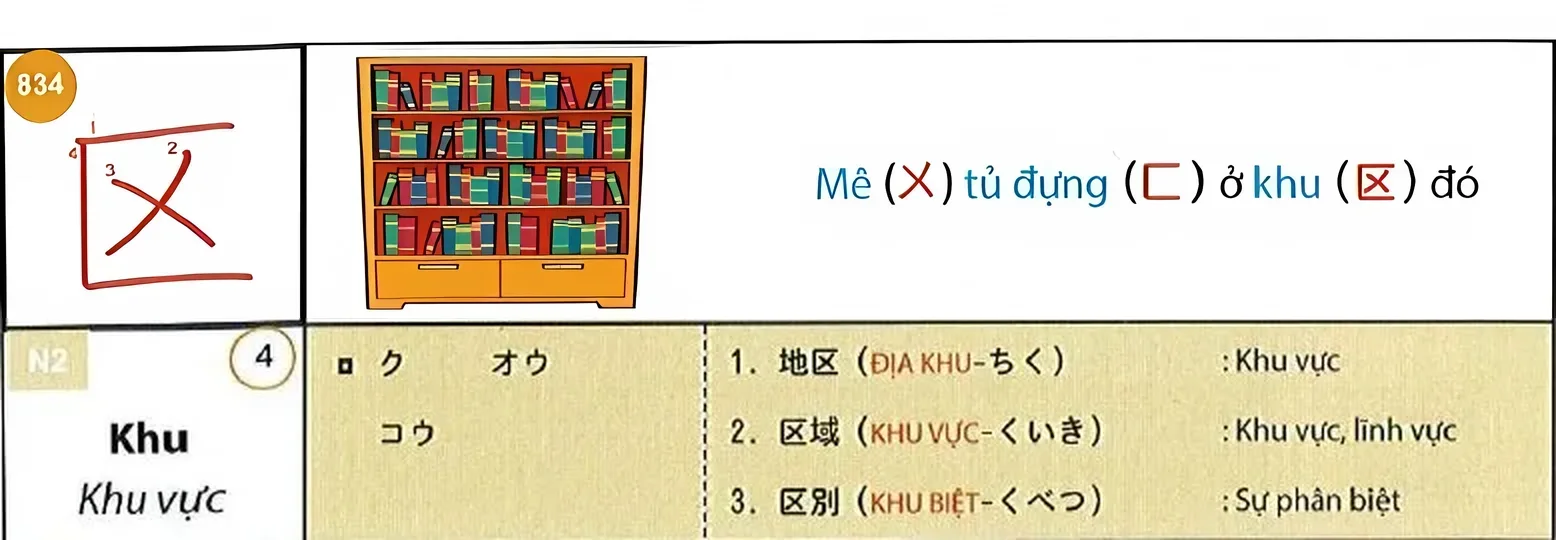 834
区
1
2
3
4
Mê (㐅) tủ đựng (匚) ở khu (区) đó
N2
4
Khu
Khu vực
ク オウ
コウ
1. 地区 (ĐỊA KHU-ちく) : Khu vực
2. 区域 (KHU VỰC-くいき) : Khu vực, lĩnh vực
3. 区別 (KHU BIỆT-くべつ) : Sự phân biệt